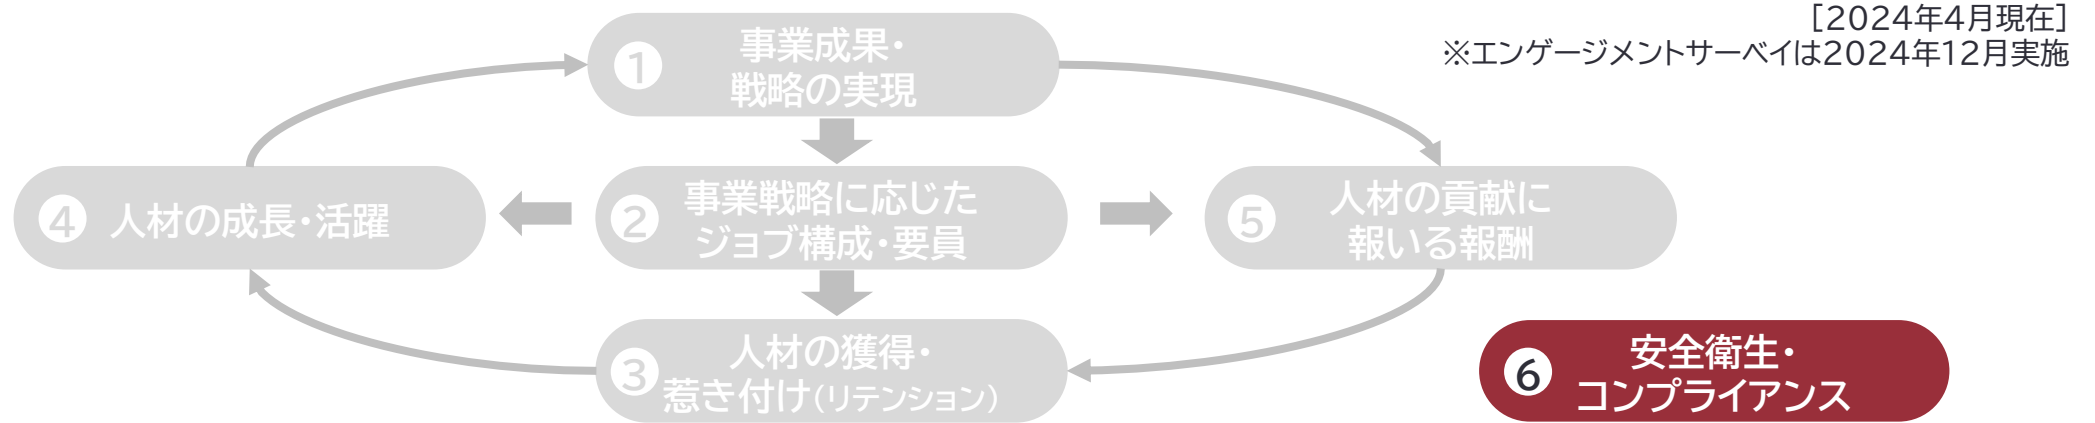 [2024年4月現在]
※エンゲージメントサーベイは2024年12月実施
1
事業成果・
戦略の実現
4
人材の成長・活躍
2
事業戦略に応じた
ジョブ構成・要員
5
人材の貢献に
報いる報酬
3
人材の獲得・
惹き付け(リテンション)
6
安全衛生・
コンプライアンス